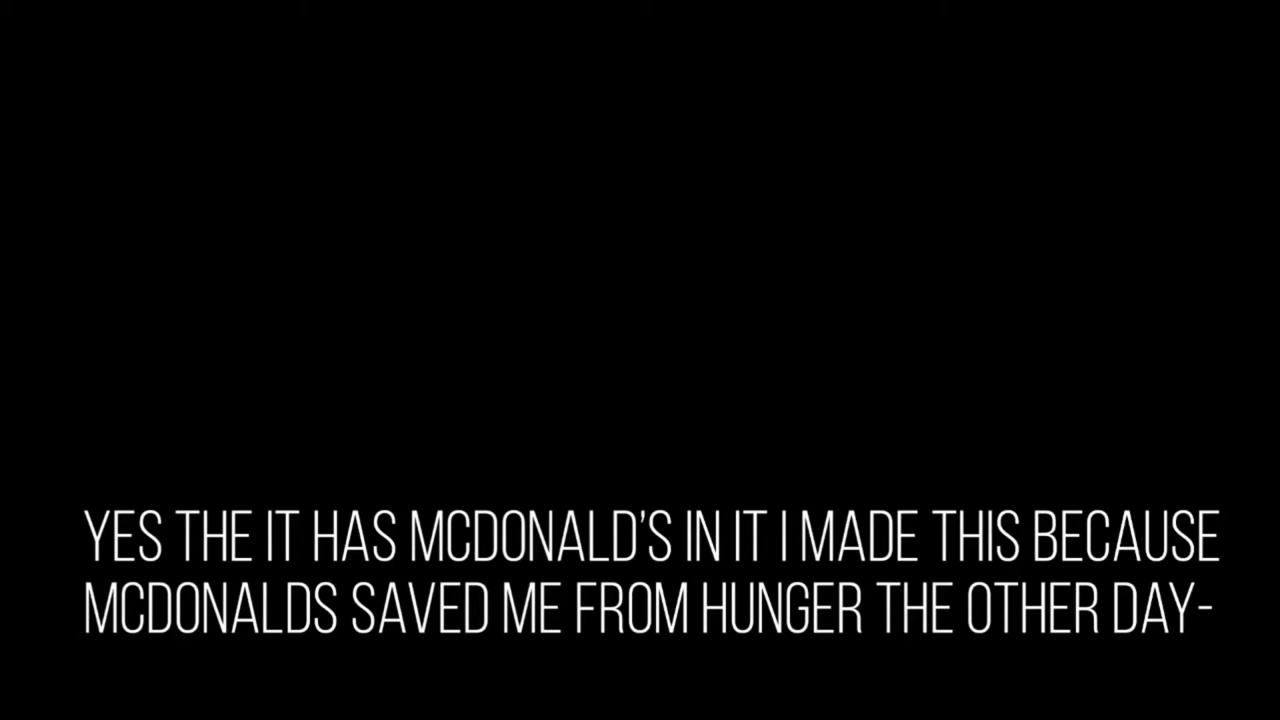 YES THE IT HAS MCDONALD'S IN IT I MADE THIS BECAUSE
MCDONALDS SAVED ME FROM HUNGER THE OTHER DAY-